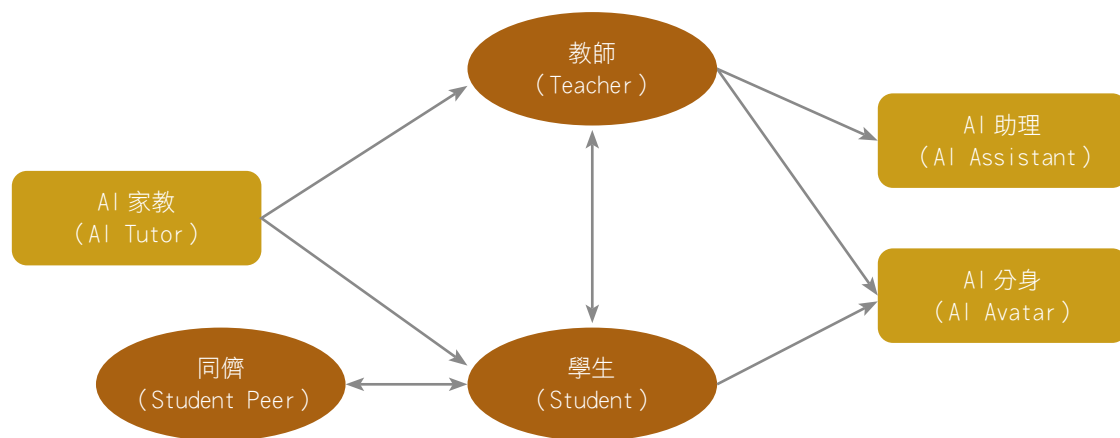 教師
（Teacher）
AI 助理
（AI Assistant）
AI 家教
（AI Tutor）
AI 分身
（AI Avatar）
同儕
（Student Peer）
學生
（Student）